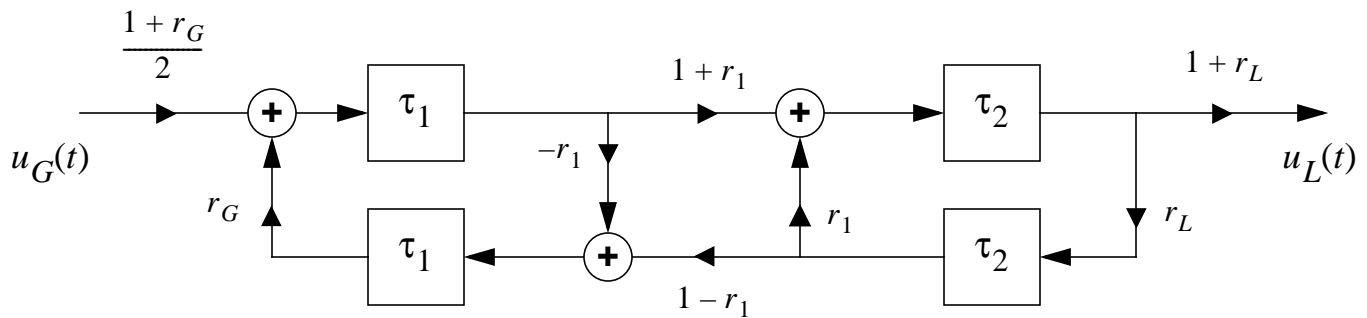 1 + r_G
2
1 + r_1
1 + r_L
+
τ_1
+
τ_2
u_G(t)
–r_1
u_L(t)
r_G
τ_1
+
r_1
τ_2
r_L
1 – r_1